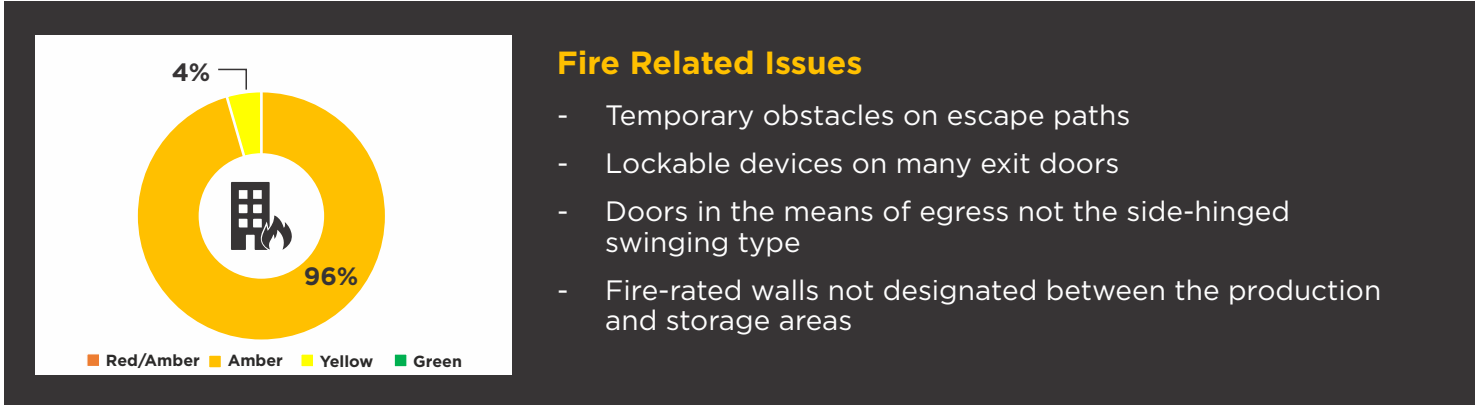 4%
96%
Red/Amber Amber Yellow Green
Fire Related Issues
- Temporary obstacles on escape paths
- Lockable devices on many exit doors
- Doors in the means of egress not the side-hinged
swinging type
- Fire-rated walls not designated between the production
and storage areas